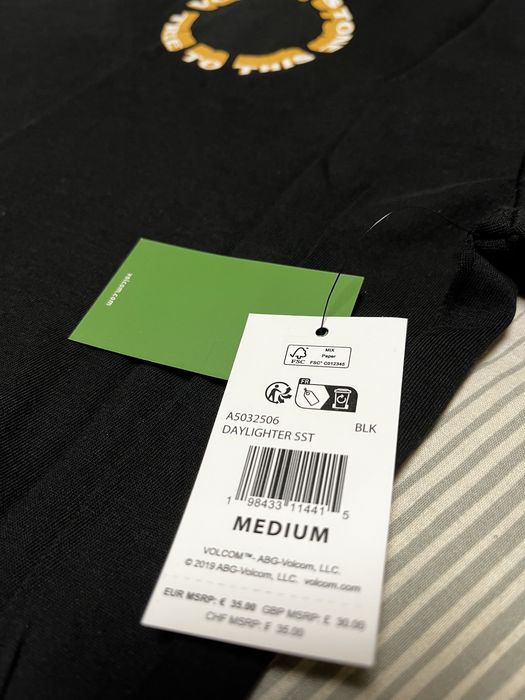 STONE
TO THIS
volcom.com
FSC
MIX
Paper
FSC® C012345
FR
A5032506 BLK
DAYLIGHTER SST
1 98433 11441 5
MEDIUM
VOLCOM™- ABG-Volcom, LLC.
© 2019 ABG-Volcom, LLC. volcom.com
EUR MSRP: € 35.00 GBP MSRP: £ 30.00
CHF MSRP: ₣ 35.00